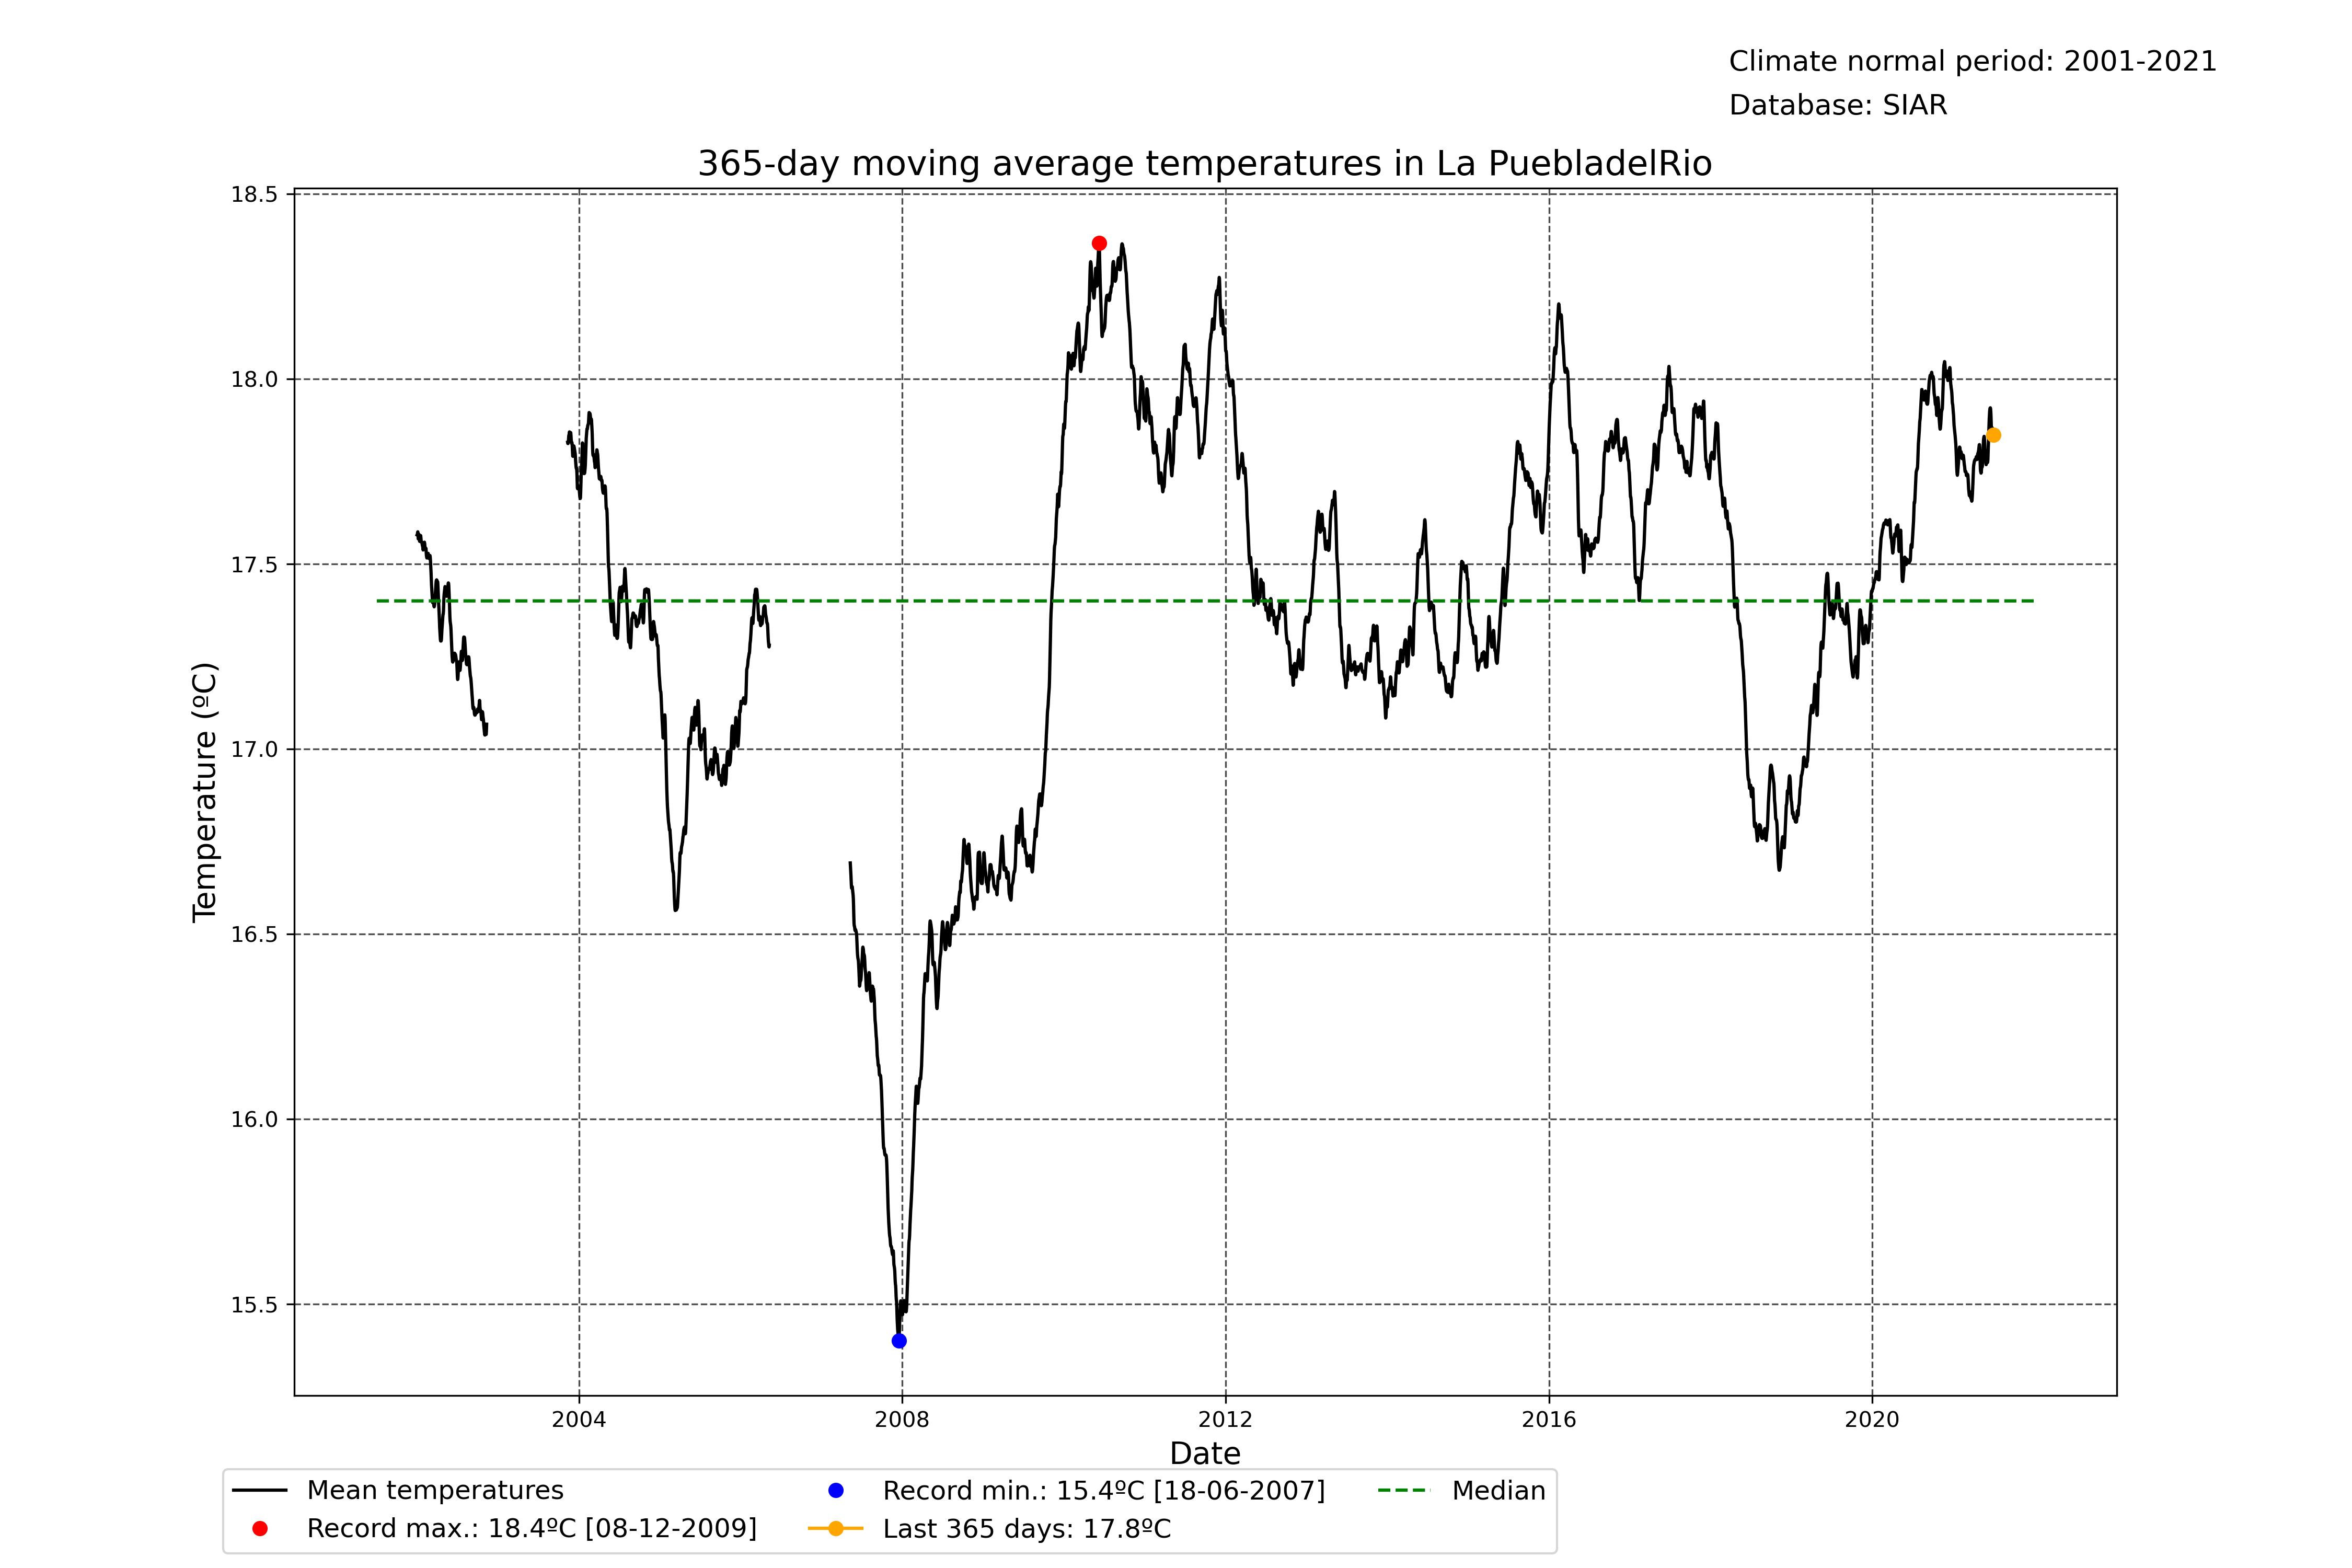 Climate normal period: 2001-2021
Database: SIAR
365-day moving average temperatures in La PuebladelRio
18.5
18.0
17.5
17.0
16.5
16.0
15.5
Temperature (ºC)
2004 2008 2012 2016 2020
Date
Mean temperatures
Record max.: 18.4ºC [08-12-2009]
Record min.: 15.4ºC [18-06-2007]
Last 365 days: 17.8ºC
Median